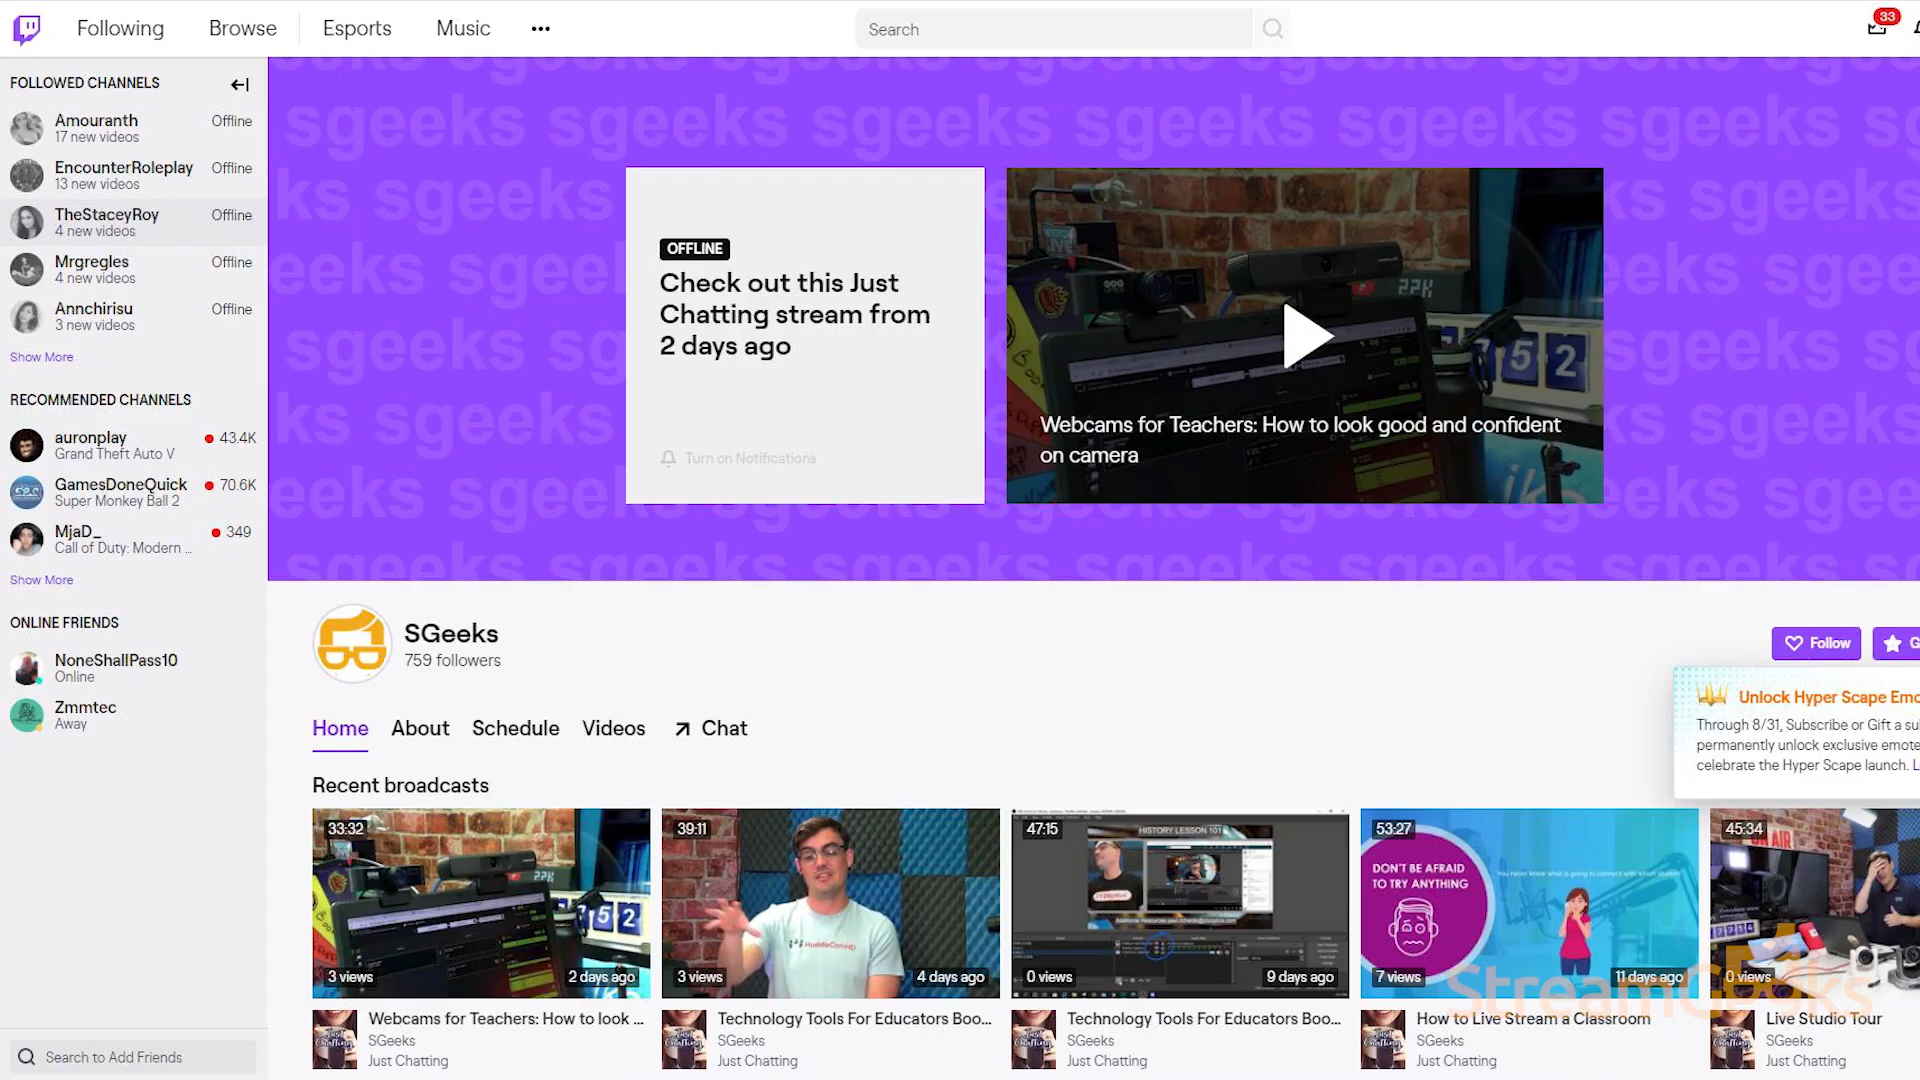 Following
Browse
Esports
Music
Search
33
FOLLOWED CHANNELS
Amouranth
Offline
17 new videos
EncounterRoleplay
Offline
13 new videos
TheStaceyRoy
Offline
4 new videos
Mrgregles
Offline
4 new videos
Annchirisu
Offline
3 new videos
Show More
RECOMMENDED CHANNELS
auronplay
43.4K
Grand Theft Auto V
GamesDoneQuick
70.6K
Super Monkey Ball 2
MjaD_
349
Call of Duty: Modern ...
Show More
ONLINE FRIENDS
NoneShallPass10
Online
Zmmtec
Away
Search to Add Friends
sgeeks sgeeks sgeeks sgeeks sgeeks sgeeks
OFFLINE
Check out this Just
Chatting stream from
2 days ago
Turn on Notifications
Webcams for Teachers: How to look good and confident
on camera
SGeeks
759 followers
Follow
Unlock Hyper Scape Emo
Through 8/31, Subscribe or Gift a su
permanently unlock exclusive emote
celebrate the Hyper Scape launch. L
Home
About
Schedule
Videos
Chat
Recent broadcasts
33:32
3 views
2 days ago
Webcams for Teachers: How to look ...
SGeeks
Just Chatting
39:11
HuddleCamHD
3 views
4 days ago
Technology Tools For Educators Boo...
SGeeks
Just Chatting
47:15
HISTORY LESSON 101
0 views
9 days ago
Technology Tools For Educators Boo...
SGeeks
Just Chatting
53:27
DON'T BE AFRAID
TO TRY ANYTHING
7 views
11 days ago
How to Live Stream a Classroom
SGeeks
Just Chatting
45:34
ON AIR
0 views
Live Studio Tour
SGeeks
Just Chatting
StreamGeeks